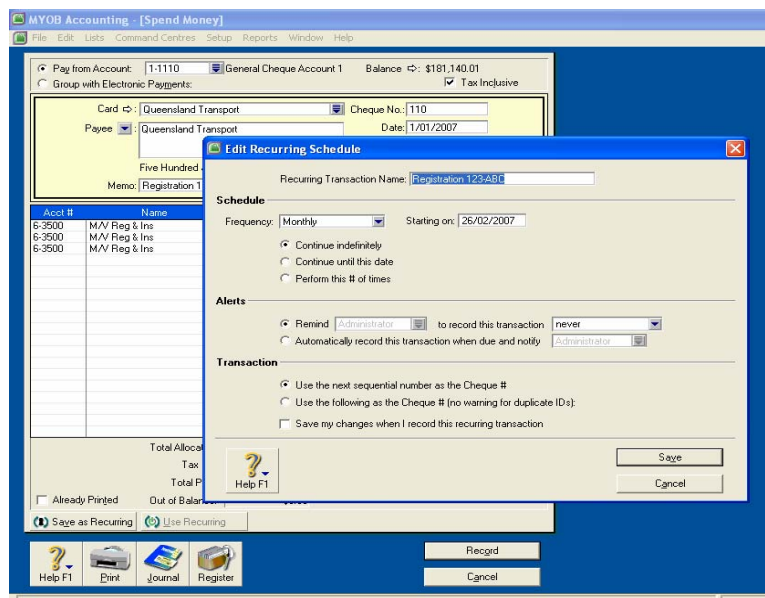 MYOB Accounting - [Spend Money]
File Edit Lists Command Centres Setup Reports Window Help
Pay from Account: 1-1110 General Cheque Account 1 Balance ⇨: $181,140.01
Group with Electronic Payments: Tax Inclusive
Card ⇨: Queensland Transport Cheque No.: 110
Payee : Queensland Transport Date: 1/01/2007
Five Hundred
Memo: Registration 1
Acct # Name
6-3500 M/V Reg & Ins
6-3500 M/V Reg & Ins
6-3500 M/V Reg & Ins
Total Alloca
Tax
Total P
Already Printed Out of Balan
Save as Recurring Use Recurring
Help F1 Print Journal Register
Record
Cancel
Edit Recurring Schedule
Recurring Transaction Name: Registration 123-ABC
Schedule
Frequency: Monthly Starting on: 26/02/2007
Continue indefinitely
Continue until this date
Perform this # of times
Alerts
Remind Administrator to record this transaction never
Automatically record this transaction when due and notify Administrator
Transaction
Use the next sequential number as the Cheque #
Use the following as the Cheque # (no warning for duplicate IDs):
Save my changes when I record this recurring transaction
Help F1
Save
Cancel